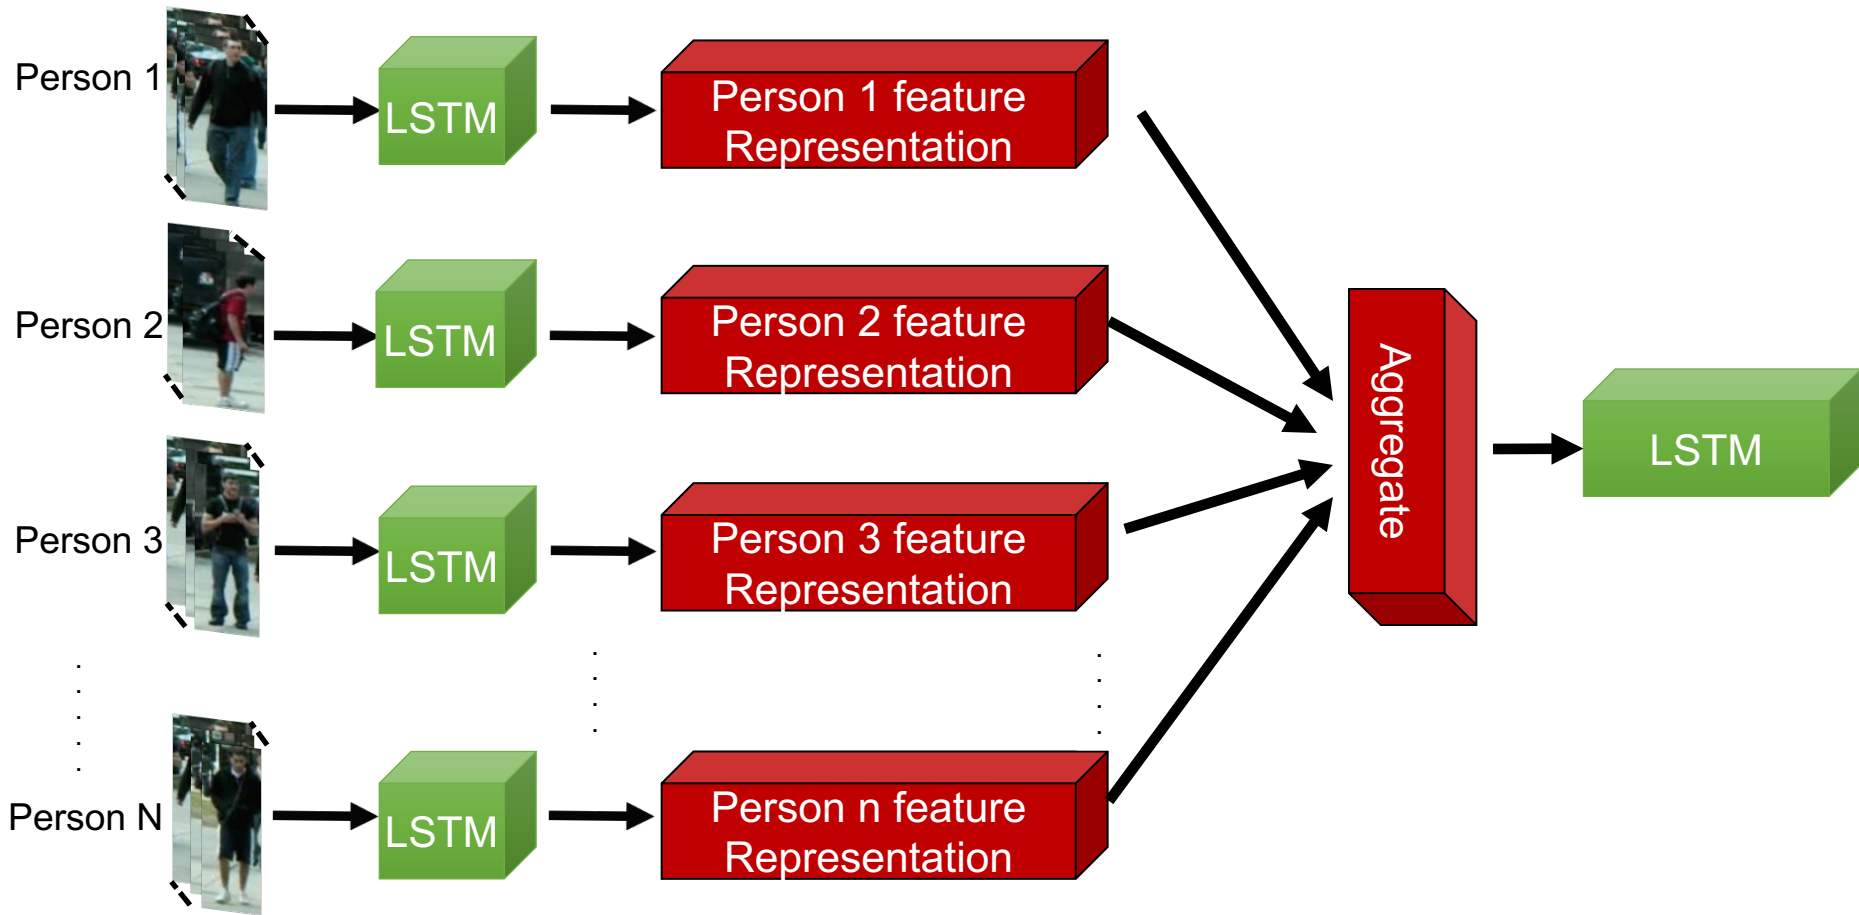 Person 1
LSTM
Person 1 feature
Representation
Person 2
LSTM
Person 2 feature
Representation
Aggregate
LSTM
Person 3
LSTM
Person 3 feature
Representation
Person N
LSTM
Person n feature
Representation